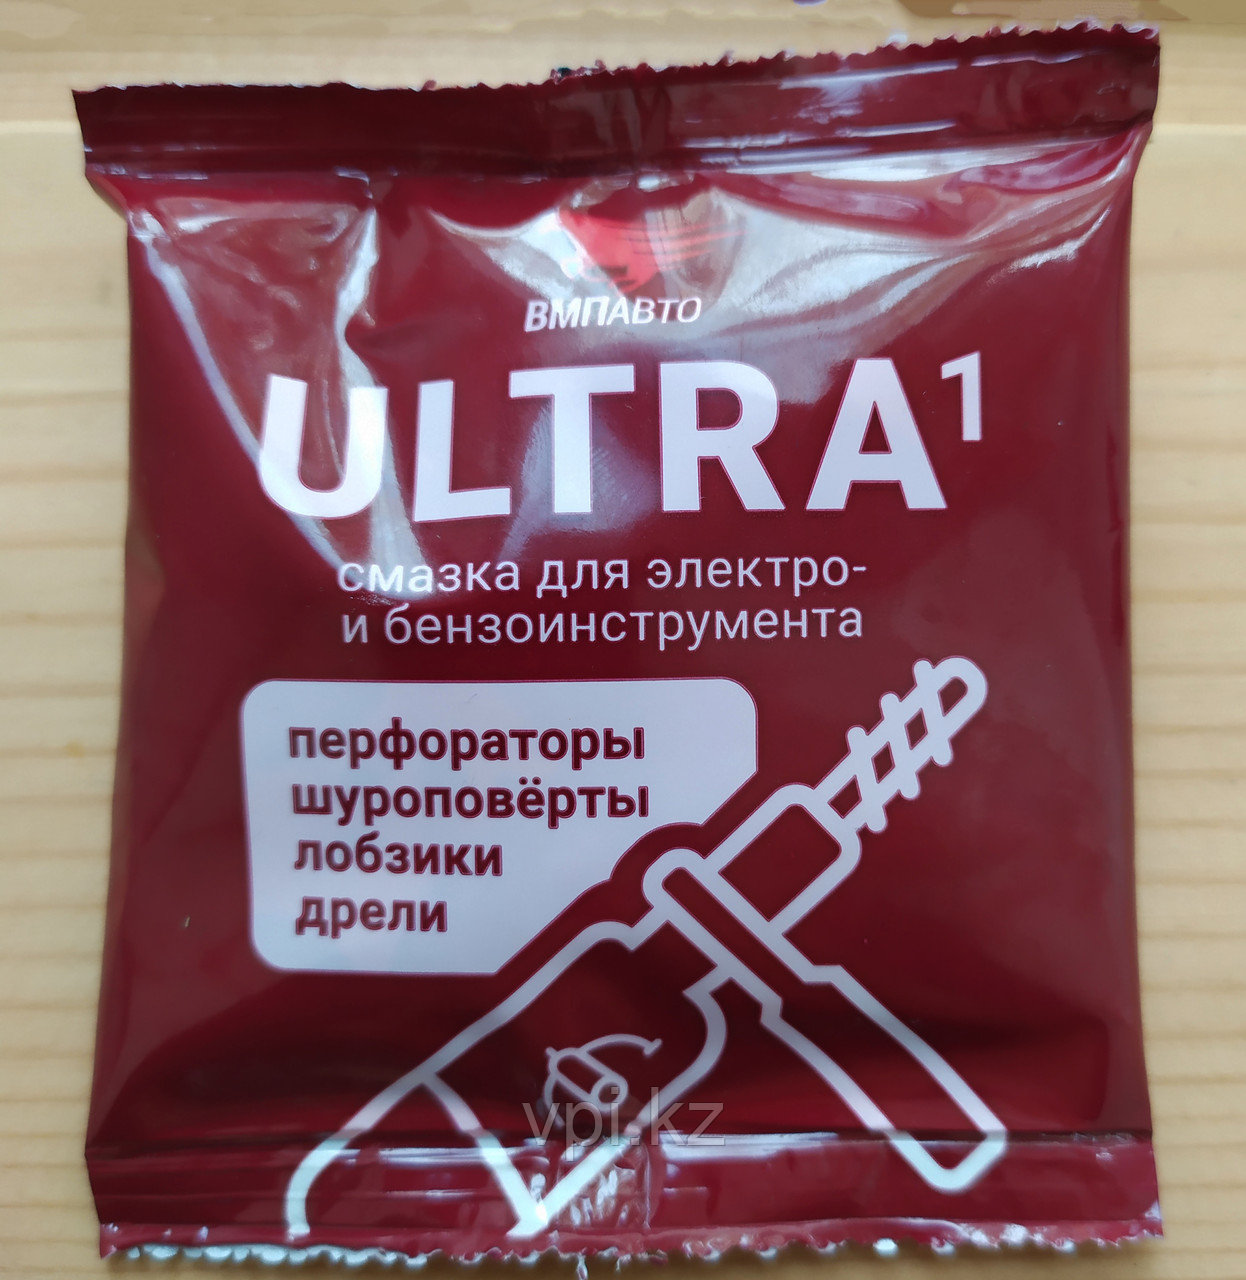 ВМПАВТО
ULTRA¹
смазка для электро-
и бензоинструмента
перфораторы
шуроповёрты
лобзики
дрели
vpi.kz